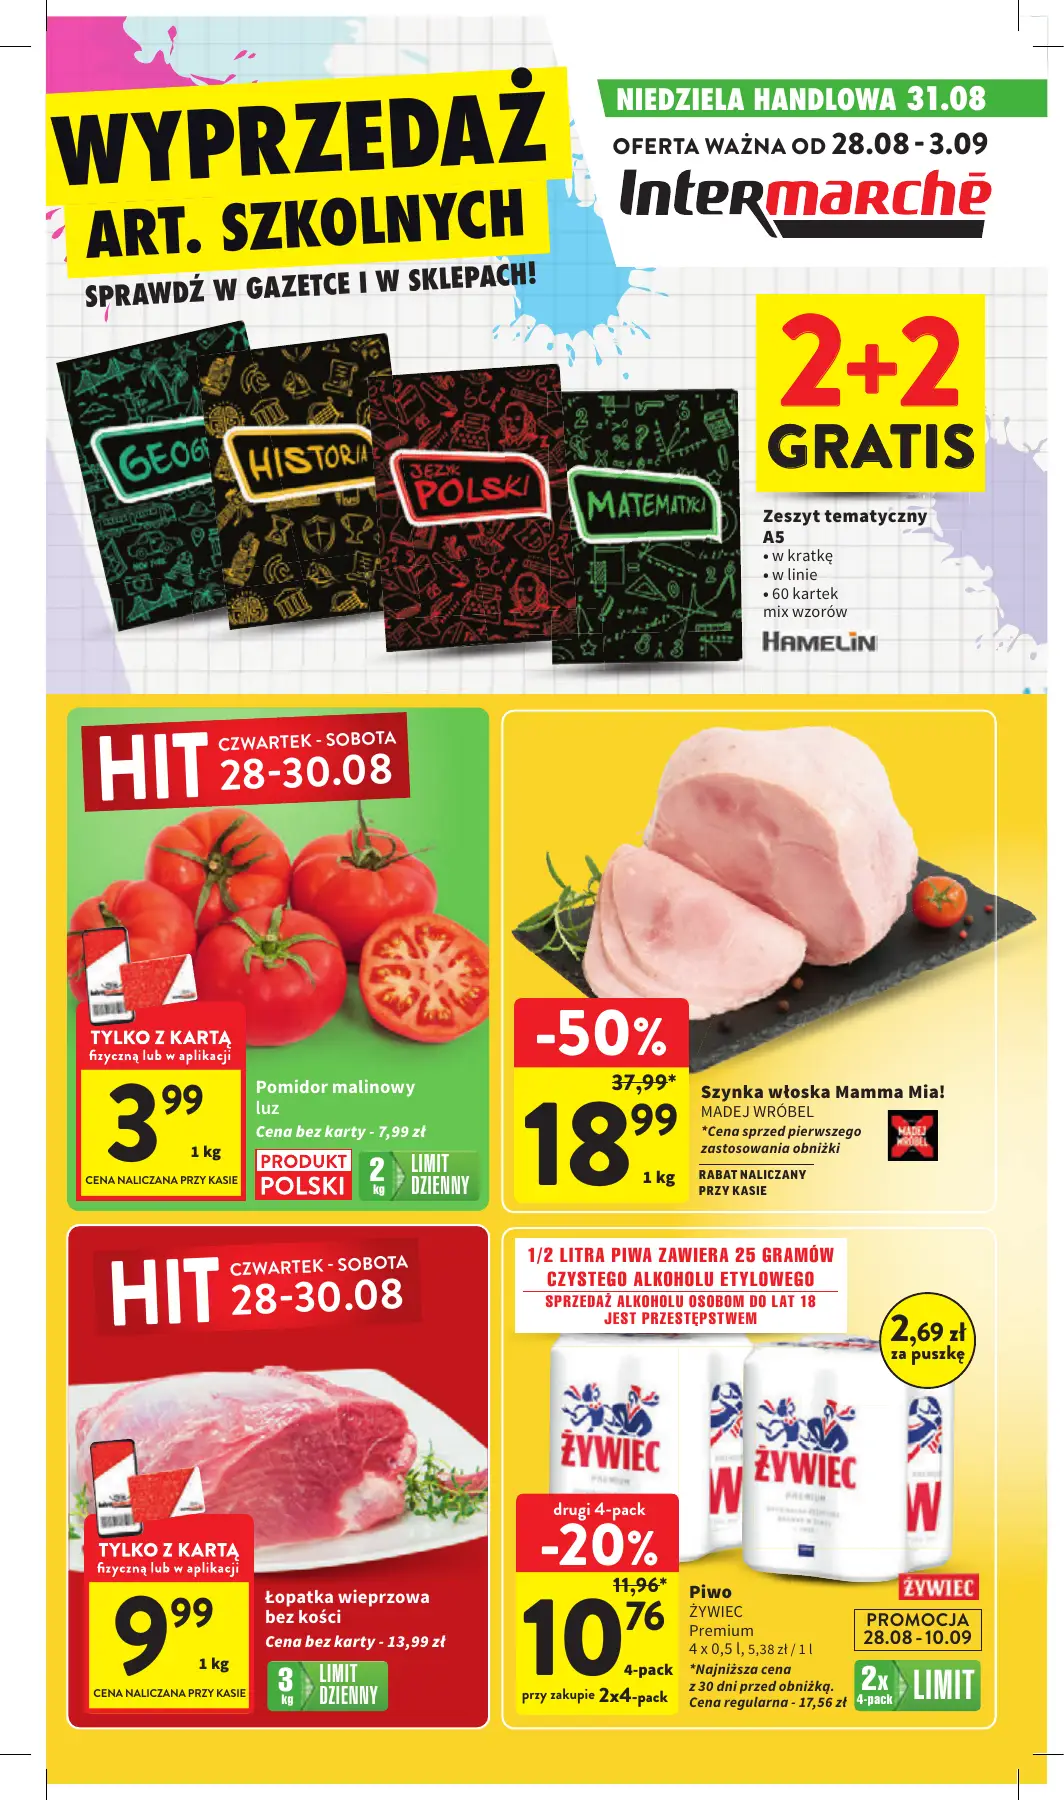 WYPRZEDAŻ
ART. SZKOLNYCH
SPRAWDŹ W GAZETCE I W SKLEPACH!
NIEDZIELA HANDLOWA 31.08
OFERTA WAŻNA OD 28.08 - 3.09
InteRmaRchē
GEOGR
HISTORIA
JĘZYK
POLSKI
MATEMATYKA
2+2
GRATIS
Zeszyt tematyczny
A5
• w kratkę
• w linie
• 60 kartek
mix wzorów
HAMELIN
HIT
CZWARTEK - SOBOTA
28-30.08
TYLKO Z KARTĄ
fizyczną lub w aplikacji
3 99
1 kg
CENA NALICZANA PRZY KASIE
Pomidor malinowy
luz
Cena bez karty - 7,99 zł
PRODUKT
POLSKI
2
kg
LIMIT
DZIENNY
-50%
37,99*
18 99
1 kg
Szynka włoska Mamma Mia!
MADEJ WRÓBEL
*Cena sprzed pierwszego
zastosowania obniżki
RABAT NALICZANY
PRZY KASIE
MADEJ
WRÓBEL
HIT
CZWARTEK - SOBOTA
28-30.08
TYLKO Z KARTĄ
fizyczną lub w aplikacji
9 99
1 kg
CENA NALICZANA PRZY KASIE
Łopatka wieprzowa
bez kości
Cena bez karty - 13,99 zł
3
kg
LIMIT
DZIENNY
1/2 LITRA PIWA ZAWIERA 25 GRAMÓW
CZYSTEGO ALKOHOLU ETYLOWEGO
SPRZEDAŻ ALKOHOLU OSOBOM DO LAT 18
JEST PRZESTĘPSTWEM
2,69 zł
za puszkę
ŻYWIEC
PREMIUM
ŻYWIEC
PREMIUM
drugi 4-pack
-20%
11,96*
10 76
4-pack
przy zakupie 2x4-pack
Piwo
ŻYWIEC
Premium
4 x 0,5 l, 5,38 zł / 1 l
*Najniższa cena
z 30 dni przed obniżką.
Cena regularna - 17,56 zł
ŻYWIEC
PROMOCJA
28.08 - 10.09
2x
4-pack
LIMIT